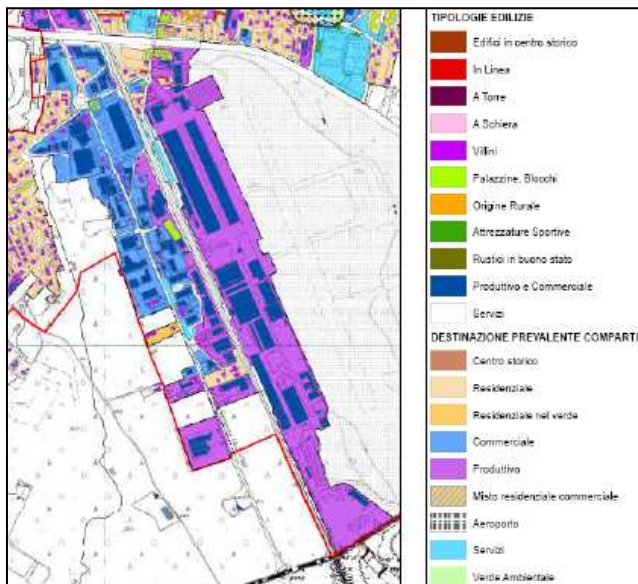 TIPOLOGIE EDILIZIE
Edifici in centro storico
In Linea
A Torre
A Schiera
Villini
Palazzine, Blocchi
Origine Rurale
Attrezzature Sportive
Rustici in buono stato
Produttivo e Commerciale
Servizi
DESTINAZIONE PREVALENTE COMPARTI
Centro storico
Residenziale
Residenziale nel verde
Commerciale
Produttivo
Misto residenziale commerciale
Aeroporto
Servizi
Verde Ambientale